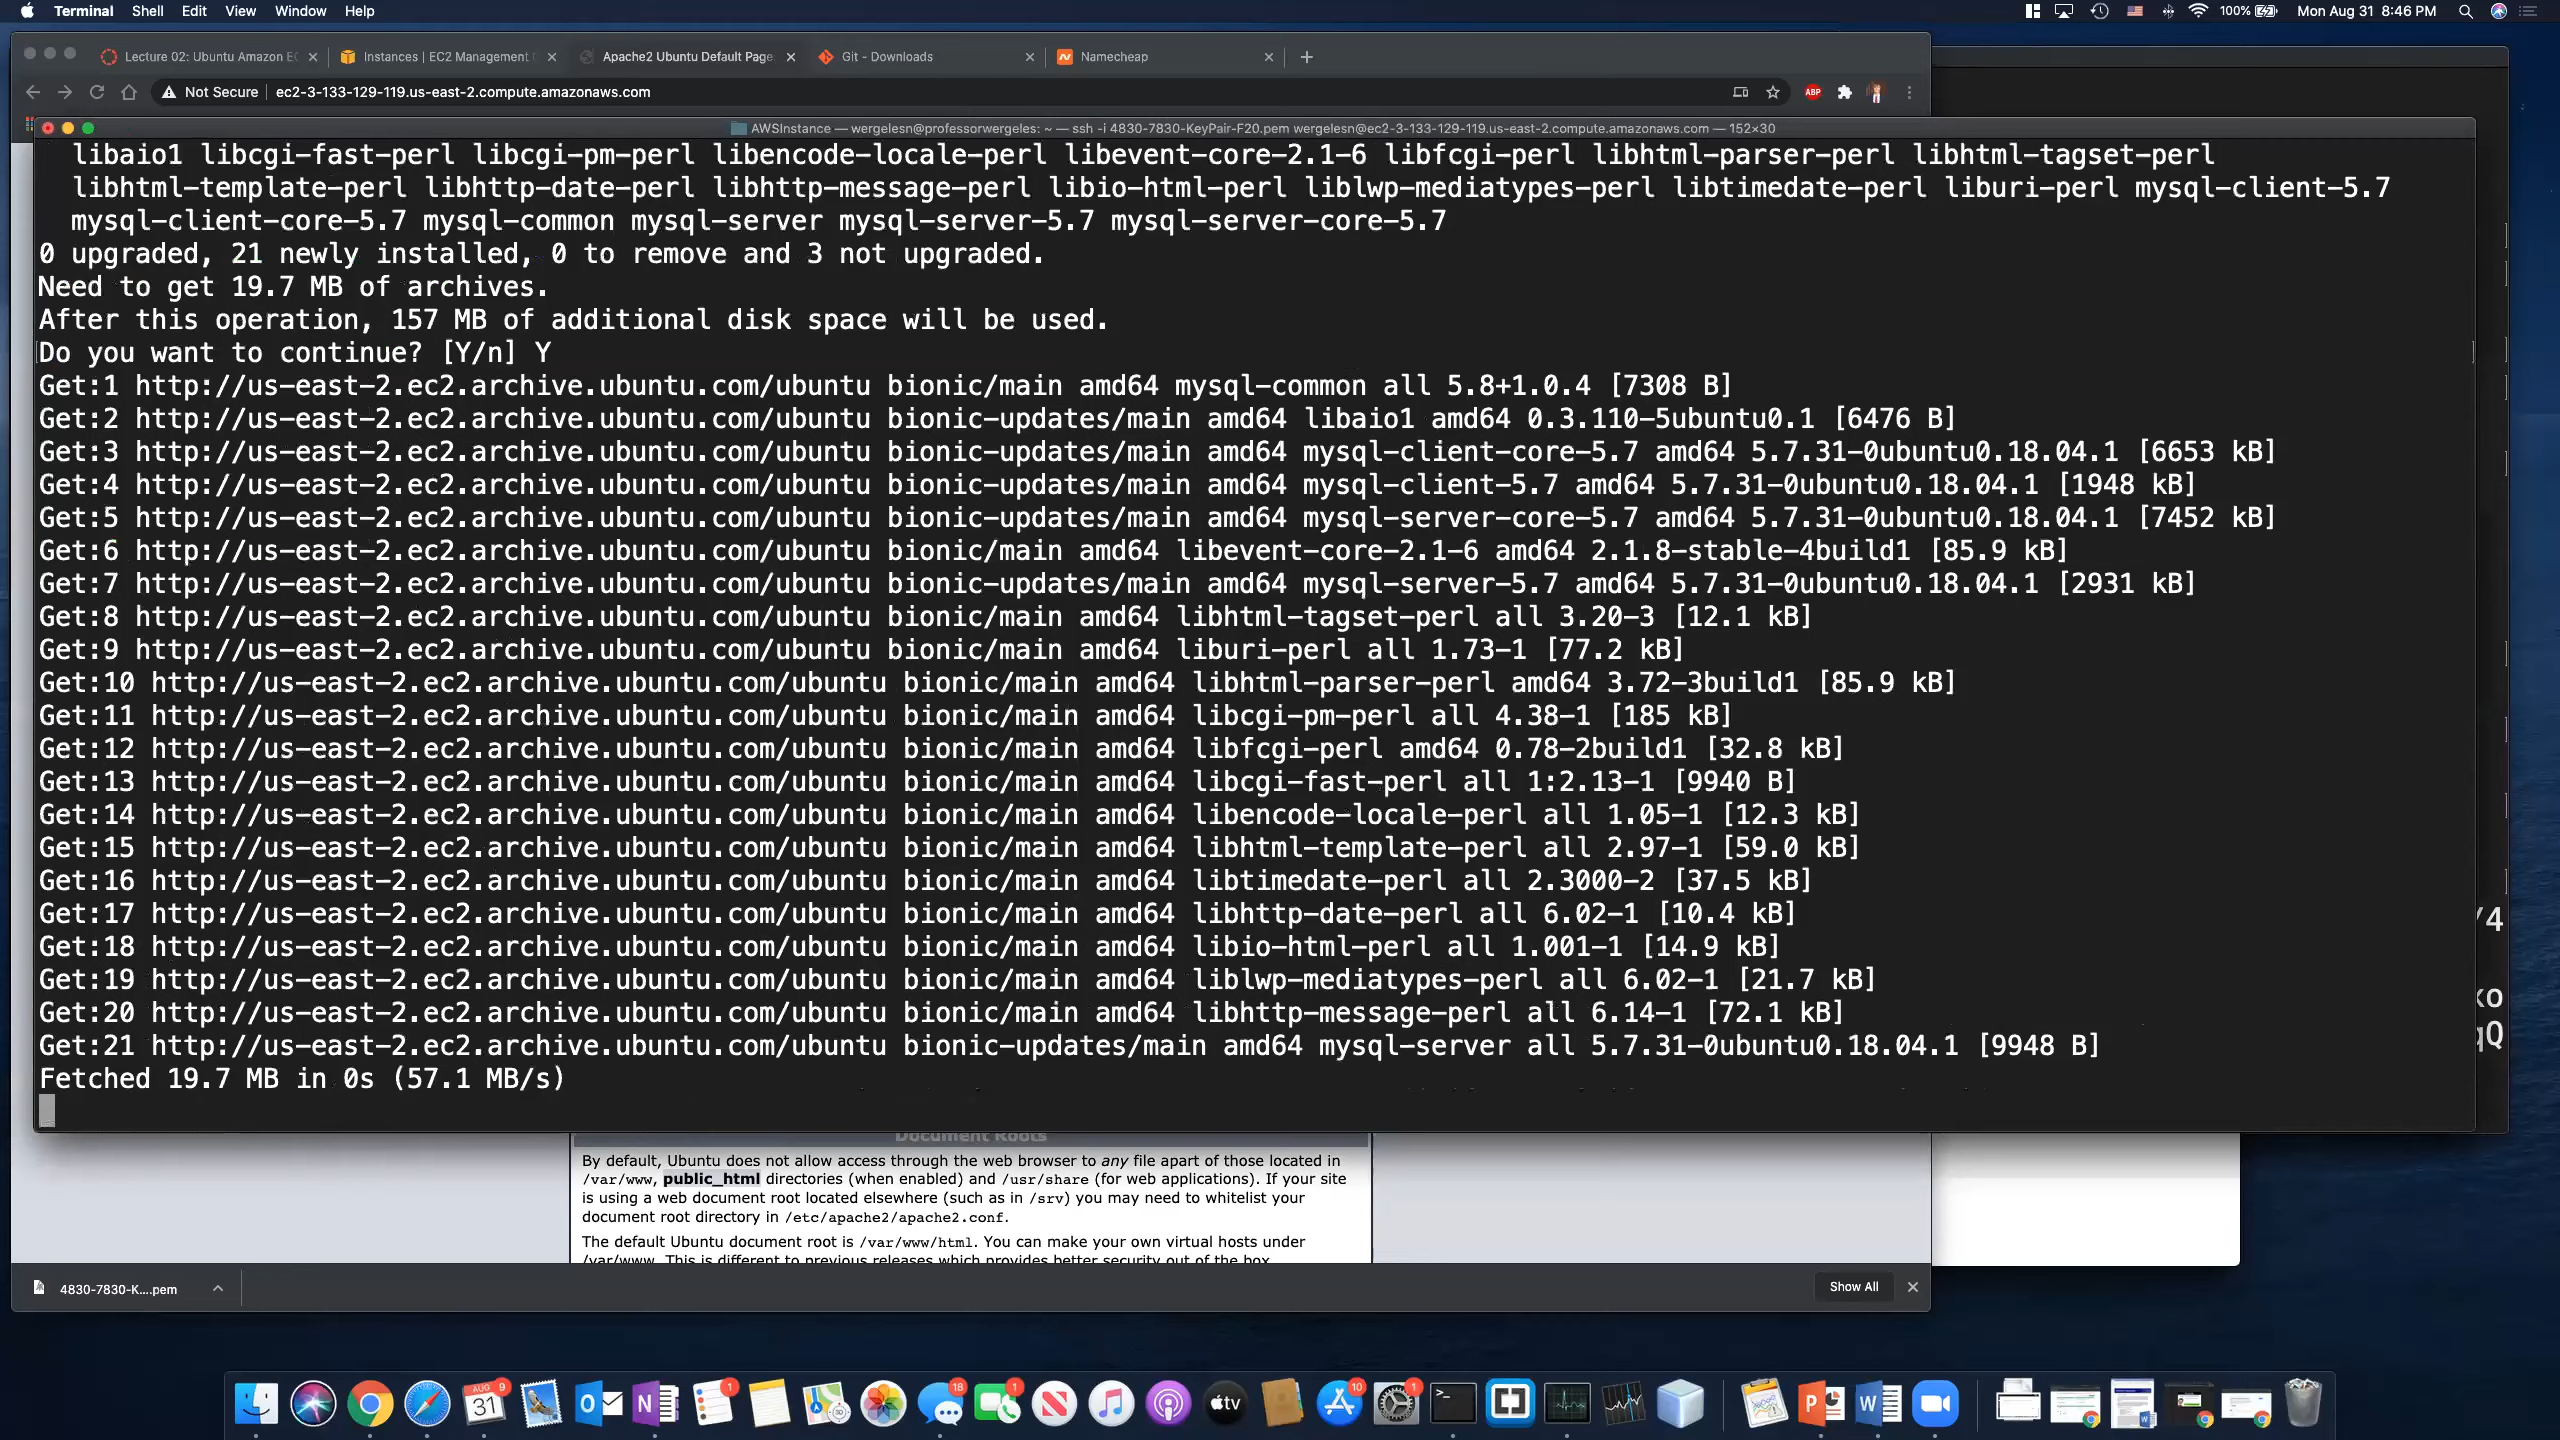 Terminal Shell Edit View Window Help 100% Mon Aug 31 8:46 PM
Lecture 02: Ubuntu Amazon EC Instances | EC2 Management Apache2 Ubuntu Default Page Git - Downloads Namecheap
Not Secure ec2-3-133-129-119.us-east-2.compute.amazonaws.com ABP
AWSInstance — wergelesn@professorwergeles: ~ — ssh -i 4830-7830-KeyPair-F20.pem wergelesn@ec2-3-133-129-119.us-east-2.compute.amazonaws.com — 152×30
libaio1 libcgi-fast-perl libcgi-pm-perl libencode-locale-perl libevent-core-2.1-6 libfcgi-perl libhtml-parser-perl libhtml-tagset-perl
libhtml-template-perl libhttp-date-perl libhttp-message-perl libio-html-perl liblwp-mediatypes-perl libtimedate-perl liburi-perl mysql-client-5.7
mysql-client-core-5.7 mysql-common mysql-server mysql-server-5.7 mysql-server-core-5.7
0 upgraded, 21 newly installed, 0 to remove and 3 not upgraded.
Need to get 19.7 MB of archives.
After this operation, 157 MB of additional disk space will be used.
Do you want to continue? [Y/n] Y
Get:1 http://us-east-2.ec2.archive.ubuntu.com/ubuntu bionic/main amd64 mysql-common all 5.8+1.0.4 [7308 B]
Get:2 http://us-east-2.ec2.archive.ubuntu.com/ubuntu bionic-updates/main amd64 libaio1 amd64 0.3.110-5ubuntu0.1 [6476 B]
Get:3 http://us-east-2.ec2.archive.ubuntu.com/ubuntu bionic-updates/main amd64 mysql-client-core-5.7 amd64 5.7.31-0ubuntu0.18.04.1 [6653 kB]
Get:4 http://us-east-2.ec2.archive.ubuntu.com/ubuntu bionic-updates/main amd64 mysql-client-5.7 amd64 5.7.31-0ubuntu0.18.04.1 [1948 kB]
Get:5 http://us-east-2.ec2.archive.ubuntu.com/ubuntu bionic-updates/main amd64 mysql-server-core-5.7 amd64 5.7.31-0ubuntu0.18.04.1 [7452 kB]
Get:6 http://us-east-2.ec2.archive.ubuntu.com/ubuntu bionic/main amd64 libevent-core-2.1-6 amd64 2.1.8-stable-4build1 [85.9 kB]
Get:7 http://us-east-2.ec2.archive.ubuntu.com/ubuntu bionic-updates/main amd64 mysql-server-5.7 amd64 5.7.31-0ubuntu0.18.04.1 [2931 kB]
Get:8 http://us-east-2.ec2.archive.ubuntu.com/ubuntu bionic/main amd64 libhtml-tagset-perl all 3.20-3 [12.1 kB]
Get:9 http://us-east-2.ec2.archive.ubuntu.com/ubuntu bionic/main amd64 liburi-perl all 1.73-1 [77.2 kB]
Get:10 http://us-east-2.ec2.archive.ubuntu.com/ubuntu bionic/main amd64 libhtml-parser-perl amd64 3.72-3build1 [85.9 kB]
Get:11 http://us-east-2.ec2.archive.ubuntu.com/ubuntu bionic/main amd64 libcgi-pm-perl all 4.38-1 [185 kB]
Get:12 http://us-east-2.ec2.archive.ubuntu.com/ubuntu bionic/main amd64 libfcgi-perl amd64 0.78-2build1 [32.8 kB]
Get:13 http://us-east-2.ec2.archive.ubuntu.com/ubuntu bionic/main amd64 libcgi-fast-perl all 1:2.13-1 [9940 B]
Get:14 http://us-east-2.ec2.archive.ubuntu.com/ubuntu bionic/main amd64 libencode-locale-perl all 1.05-1 [12.3 kB]
Get:15 http://us-east-2.ec2.archive.ubuntu.com/ubuntu bionic/main amd64 libhtml-template-perl all 2.97-1 [59.0 kB]
Get:16 http://us-east-2.ec2.archive.ubuntu.com/ubuntu bionic/main amd64 libtimedate-perl all 2.3000-2 [37.5 kB]
Get:17 http://us-east-2.ec2.archive.ubuntu.com/ubuntu bionic/main amd64 libhttp-date-perl all 6.02-1 [10.4 kB]
Get:18 http://us-east-2.ec2.archive.ubuntu.com/ubuntu bionic/main amd64 libio-html-perl all 1.001-1 [14.9 kB]
Get:19 http://us-east-2.ec2.archive.ubuntu.com/ubuntu bionic/main amd64 liblwp-mediatypes-perl all 6.02-1 [21.7 kB]
Get:20 http://us-east-2.ec2.archive.ubuntu.com/ubuntu bionic/main amd64 libhttp-message-perl all 6.14-1 [72.1 kB]
Get:21 http://us-east-2.ec2.archive.ubuntu.com/ubuntu bionic-updates/main amd64 mysql-server all 5.7.31-0ubuntu0.18.04.1 [9948 B]
Fetched 19.7 MB in 0s (57.1 MB/s)
Document Roots
By default, Ubuntu does not allow access through the web browser to any file apart of those located in
/var/www, public_html directories (when enabled) and /usr/share (for web applications). If your site
is using a web document root located elsewhere (such as in /srv) you may need to whitelist your
document root directory in /etc/apache2/apache2.conf.
The default Ubuntu document root is /var/www/html. You can make your own virtual hosts under
/var/www. This is different to previous releases which provides better security out of the box
4830-7830-K....pem Show All
AUG 31 9 1 18 1 tv 10 1